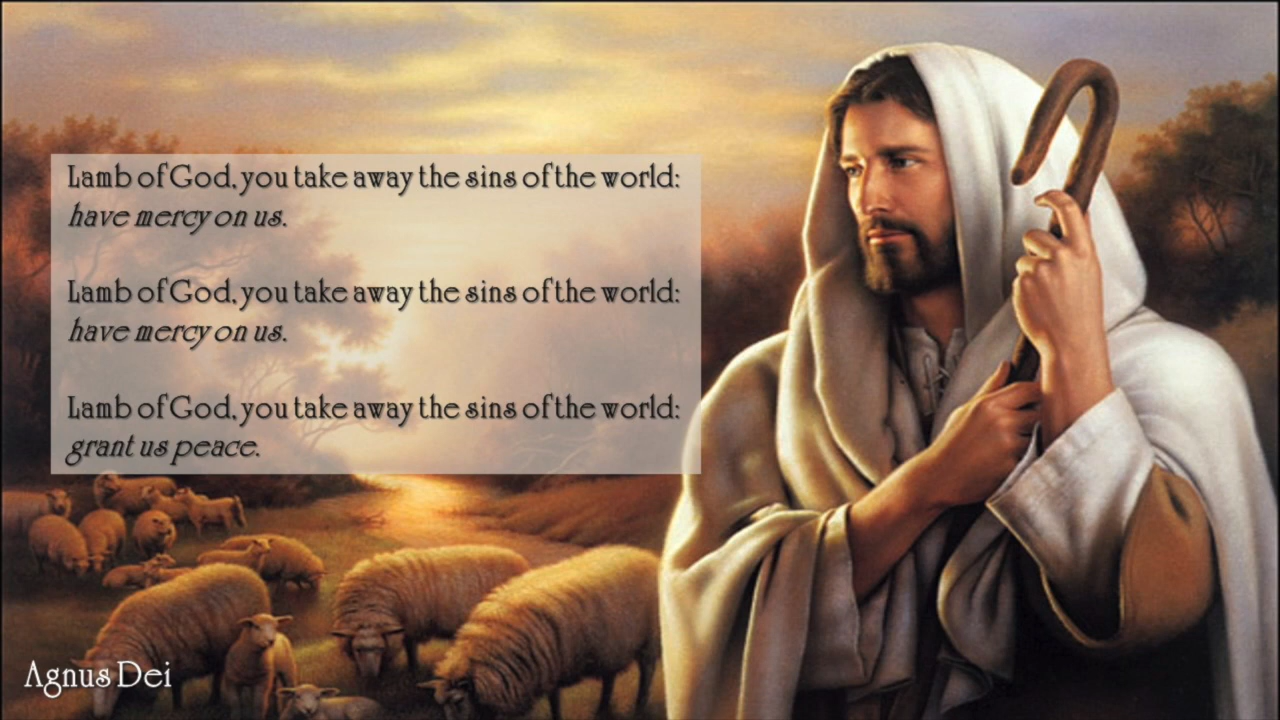 Lamb of God, you take away the sins of the world:
have mercy on us.
Lamb of God, you take away the sins of the world:
have mercy on us.
Lamb of God, you take away the sins of the world:
grant us peace.
Agnus Dei